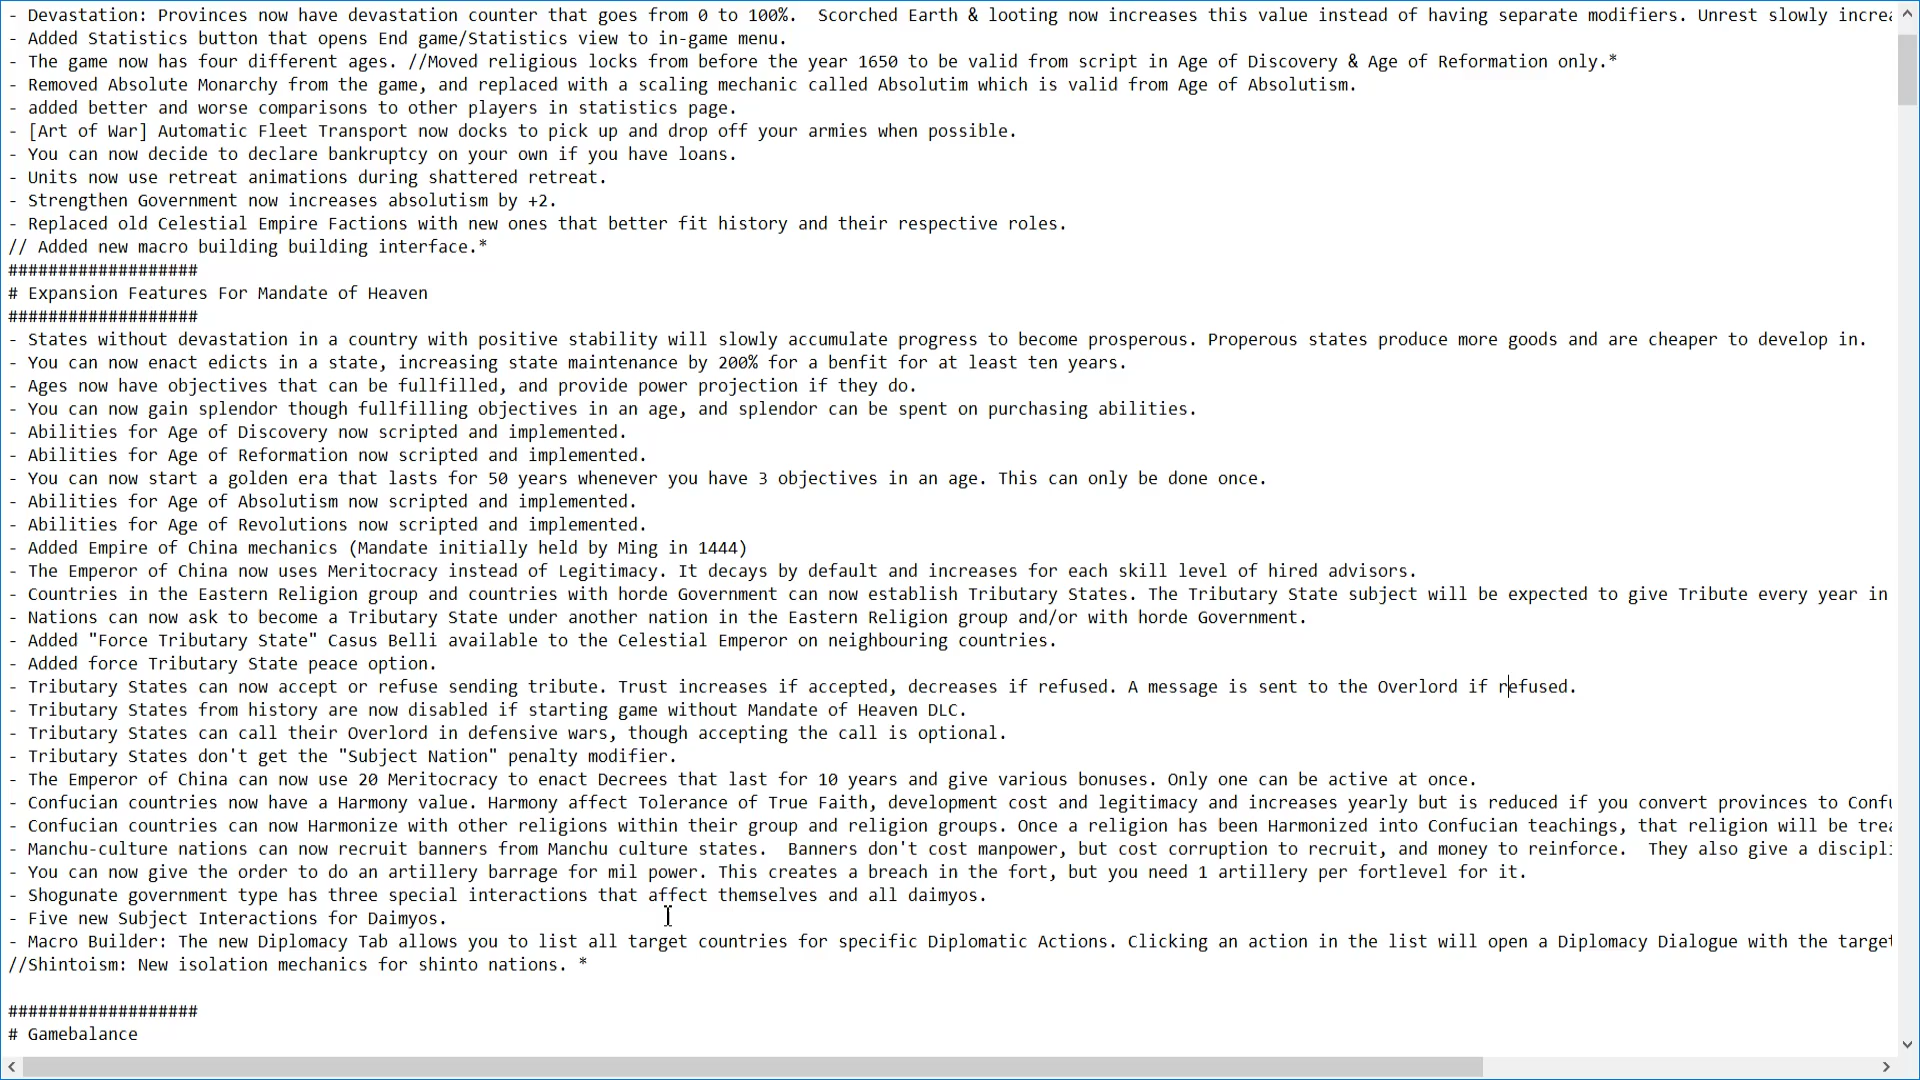 - Devastation: Provinces now have devastation counter that goes from 0 to 100%.  Scorched Earth & looting now increases this value instead of having separate modifiers. Unrest slowly
- Added Statistics button that opens End game/Statistics view to in-game menu.
- The game now has four different ages. //Moved religious locks from before the year 1650 to be valid from script in Age of Discovery & Age of Reformation only.*
- Removed Absolute Monarchy from the game, and replaced with a scaling mechanic called Absolutim which is valid from Age of Absolutism.
- added better and worse comparisons to other players in statistics page.
- [Art of War] Automatic Fleet Transport now docks to pick up and drop off your armies when possible.
- You can now decide to declare bankruptcy on your own if you have loans.
- Units now use retreat animations during shattered retreat.
- Strengthen Government now increases absolutism by +2.
- Replaced old Celestial Empire Factions with new ones that better fit history and their respective roles.
// Added new macro building building interface.*
###################
# Expansion Features For Mandate of Heaven
###################
- States without devastation in a country with positive stability will slowly accumulate progress to become prosperous. Properous states produce more goods and are cheaper to develop in.
- You can now enact edicts in a state, increasing state maintenance by 200% for a benfit for at least ten years.
- Ages now have objectives that can be fullfilled, and provide power projection if they do.
- You can now gain splendor though fullfilling objectives in an age, and splendor can be spent on purchasing abilities.
- Abilities for Age of Discovery now scripted and implemented.
- Abilities for Age of Reformation now scripted and implemented.
- You can now start a golden era that lasts for 50 years whenever you have 3 objectives in an age. This can only be done once.
- Abilities for Age of Absolutism now scripted and implemented.
- Abilities for Age of Revolutions now scripted and implemented.
- Added Empire of China mechanics (Mandate initially held by Ming in 1444)
- The Emperor of China now uses Meritocracy instead of Legitimacy. It decays by default and increases for each skill level of hired advisors.
- Countries in the Eastern Religion group and countries with horde Government can now establish Tributary States. The Tributary State subject will be expected to give Tribute every year in
- Nations can now ask to become a Tributary State under another nation in the Eastern Religion group and/or with horde Government.
- Added "Force Tributary State" Casus Belli available to the Celestial Emperor on neighbouring countries.
- Added force Tributary State peace option.
- Tributary States can now accept or refuse sending tribute. Trust increases if accepted, decreases if refused. A message is sent to the Overlord if refused.
- Tributary States from history are now disabled if starting game without Mandate of Heaven DLC.
- Tributary States can call their Overlord in defensive wars, though accepting the call is optional.
- Tributary States don't get the "Subject Nation" penalty modifier.
- The Emperor of China can now use 20 Meritocracy to enact Decrees that last for 10 years and give various bonuses. Only one can be active at once.
- Confucian countries now have a Harmony value. Harmony affect Tolerance of True Faith, development cost and legitimacy and increases yearly but is reduced if you convert provinces to
- Confucian countries can now Harmonize with other religions within their group and religion groups. Once a religion has been Harmonized into Confucian teachings, that religion will be
- Manchu-culture nations can now recruit banners from Manchu culture states.  Banners don't cost manpower, but cost corruption to recruit, and money to reinforce.  They also give a
- You can now give the order to do an artillery barrage for mil power. This creates a breach in the fort, but you need 1 artillery per fortlevel for it.
- Shogunate government type has three special interactions that affect themselves and all daimyos.
- Five new Subject Interactions for Daimyos.
- Macro Builder: The new Diplomacy Tab allows you to list all target countries for specific Diplomatic Actions. Clicking an action in the list will open a Diplomacy Dialogue with the target
//Shintoism: New isolation mechanics for shinto nations. *
###################
# Gamebalance